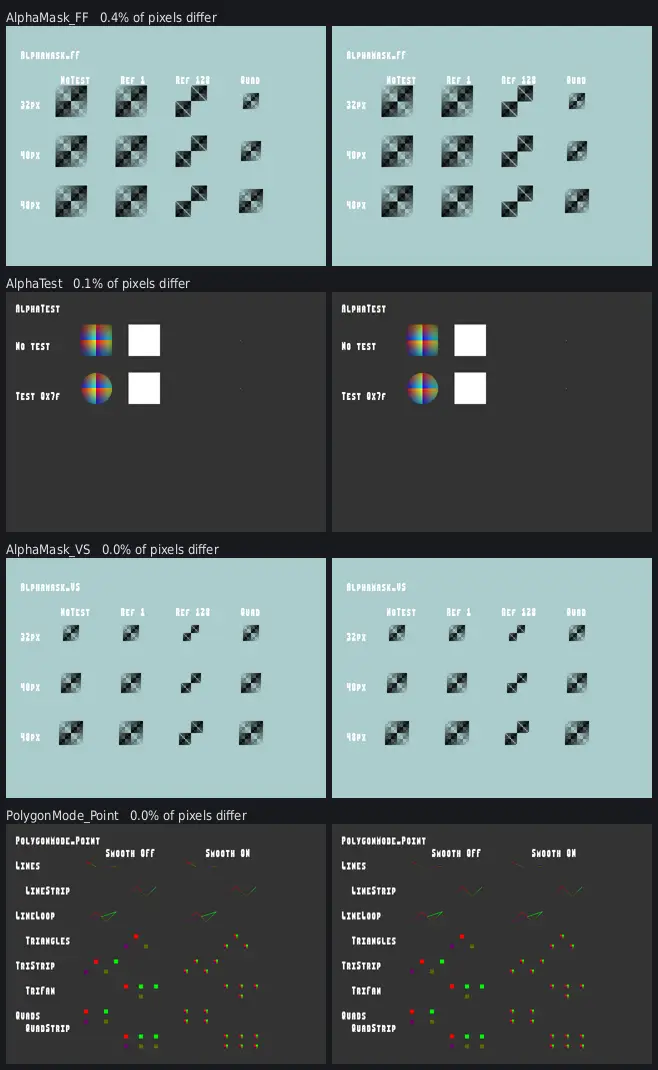 AlphaMask_FF   0.4% of pixels differ
AlphaMask_FF AlphaMask_FF
NoTest Ref 1 Ref 128 Quad NoTest Ref 1 Ref 128 Quad
32px 32px
40px 40px
48px 48px
AlphaTest   0.1% of pixels differ
AlphaTest AlphaTest
No test No test
Test 0x7f Test 0x7f
AlphaMask_VS   0.0% of pixels differ
AlphaMask_VS AlphaMask_VS
NoTest Ref 1 Ref 128 Quad NoTest Ref 1 Ref 128 Quad
32px 32px
40px 40px
48px 48px
PolygonMode_Point   0.0% of pixels differ
PolygonMode_Point PolygonMode_Point
Smooth Off Smooth ON Smooth Off Smooth ON
Lines Lines
LineStrip LineStrip
LineLoop LineLoop
Triangles Triangles
TriStrip TriStrip
TriFan TriFan
Quads Quads
QuadStrip QuadStrip